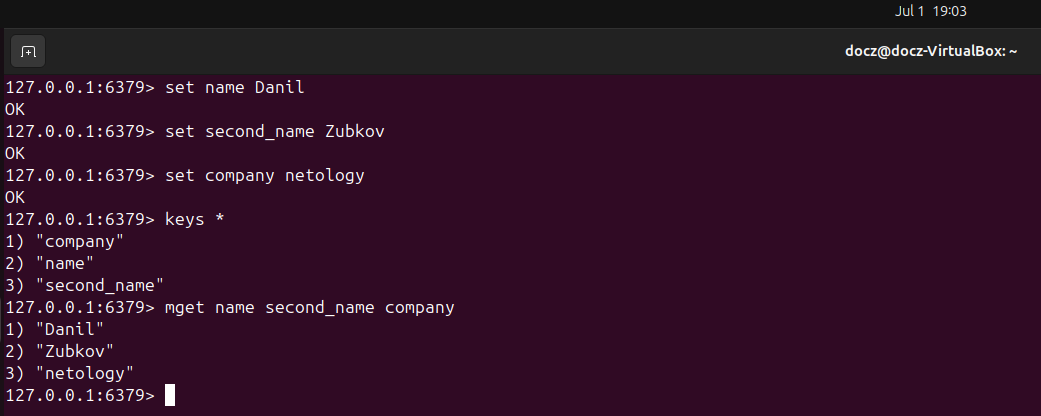 Jul 1 19:03
docz@docz-VirtualBox: ~
127.0.0.1:6379> set name Danil
OK
127.0.0.1:6379> set second_name Zubkov
OK
127.0.0.1:6379> set company netology
OK
127.0.0.1:6379> keys *
1) "company"
2) "name"
3) "second_name"
127.0.0.1:6379> mget name second_name company
1) "Danil"
2) "Zubkov"
3) "netology"
127.0.0.1:6379>